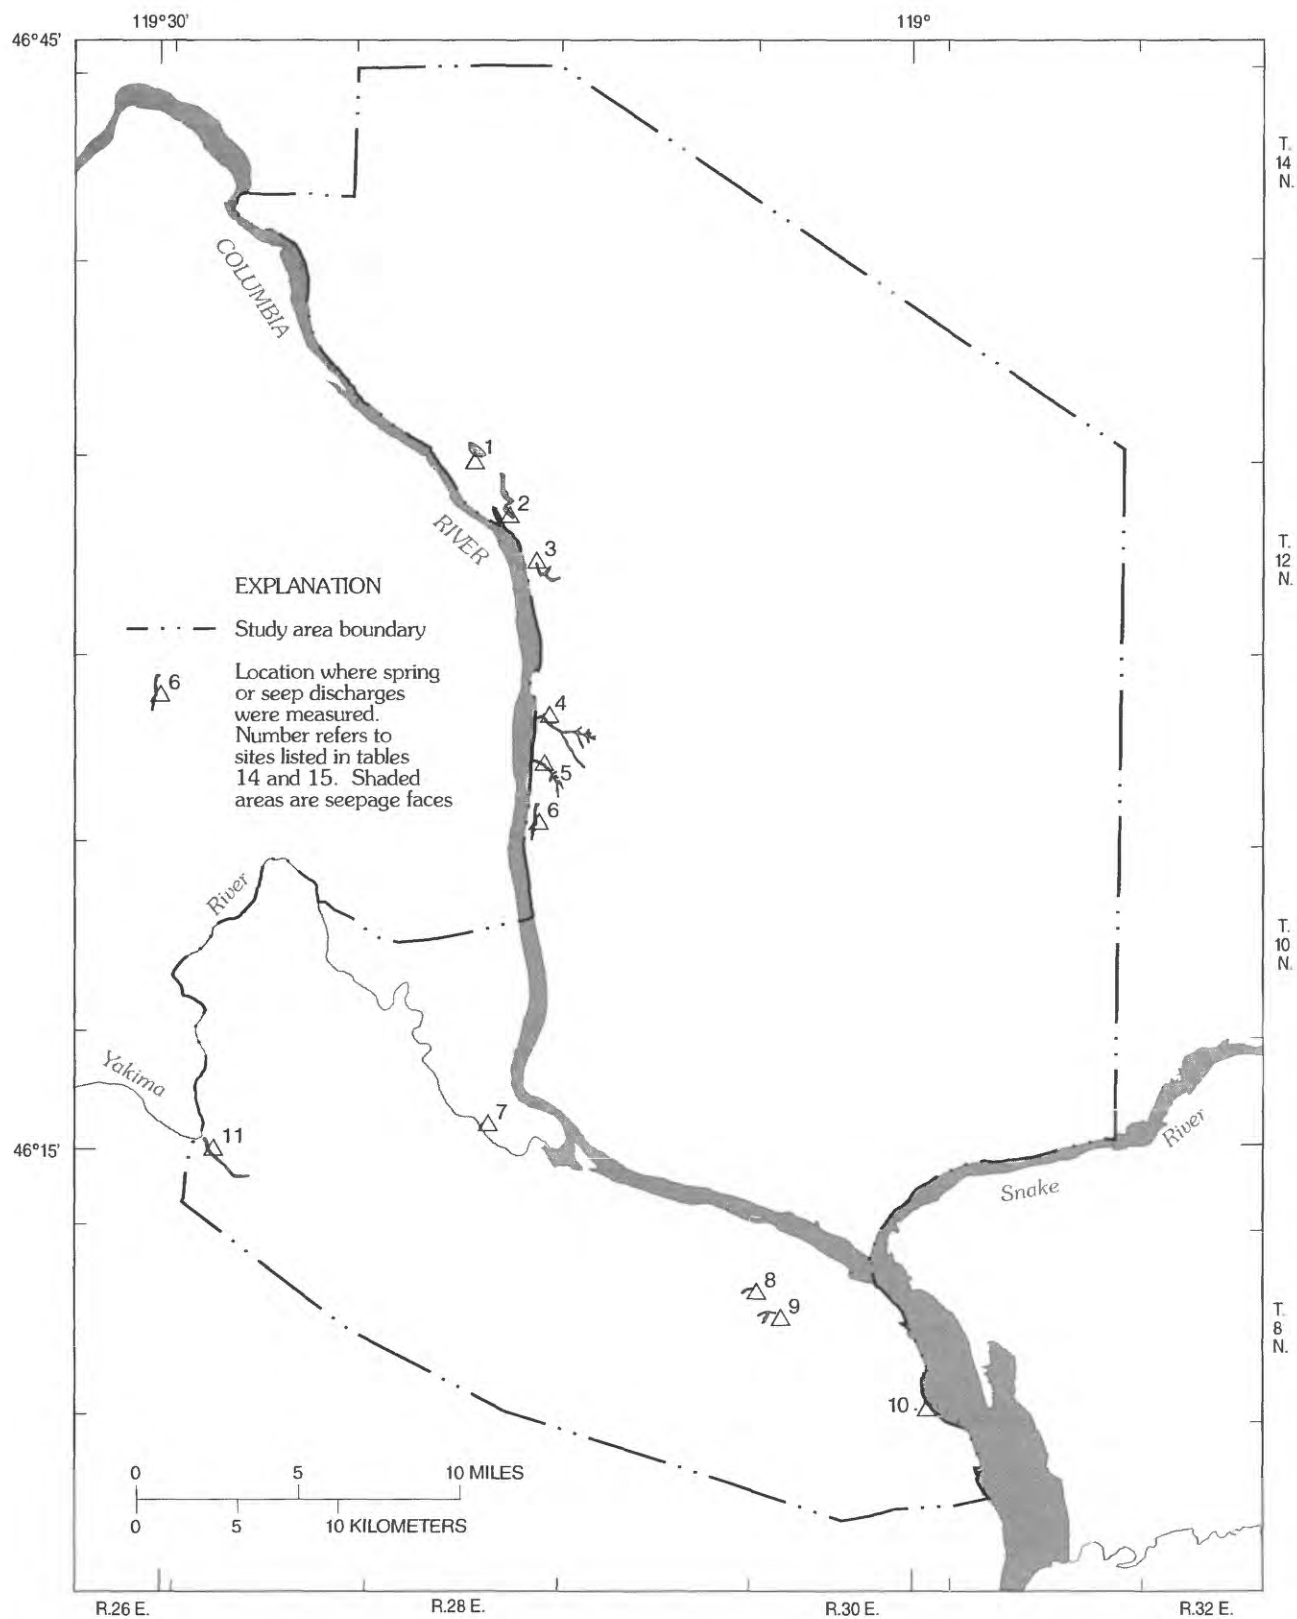 119°30'
119°
46°45'
T.
14
N.
COLUMBIA
1
2
RIVER
3
T.
12
N.
EXPLANATION
Study area boundary
6
Location where spring
or seep discharges
were measured.
Number refers to
sites listed in tables
14 and 15. Shaded
areas are seepage faces
4
5
6
River
T.
10
N.
Yakima
7
11
46°15'
River
Snake
8
9
T.
8
N.
10
0 5 10 MILES
0 5 10 KILOMETERS
R.26 E.
R.28 E.
R.30 E.
R.32 E.